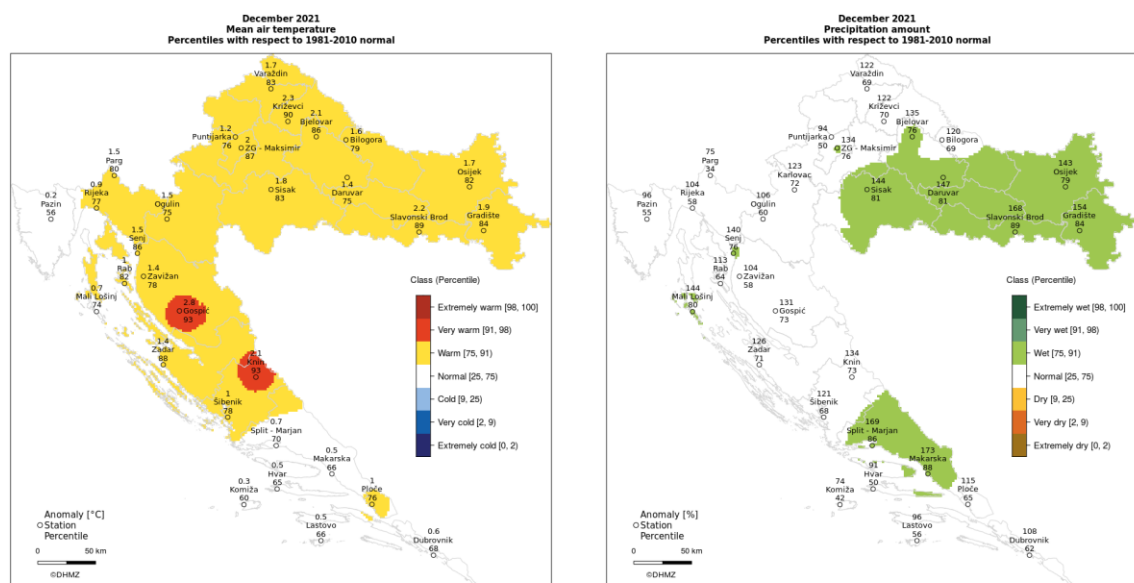 December 2021
Mean air temperature
Percentiles with respect to 1981-2010 normal
1.7
Varaždin
83
2.3
Križevci
90
2.1
Bjelovar
86
1.2
Puntijarka
76
2
ZG - Maksimir
87
1.6
Bilogora
79
1.5
Parg
80
1.7
Osijek
82
0.2
Pazin
56
0.9
Rijeka
77
1.3
Ogulin
75
1.8
Sisak
83
1.4
Daruvar
75
2.2
Slavonski Brod
89
1.9
Gradište
84
1.5
Senj
86
1
Rab
82
1.4
Zavižan
78
0.7
Mali Lošinj
74
2.8
Gospić
93
1.4
Zadar
88
2.1
Knin
93
1
Šibenik
78
0.7
Split - Marjan
70
0.5
Makarska
66
0.5
Hvar
65
0.3
Komiža
60
1
Ploče
76
0.5
Lastovo
66
0.6
Dubrovnik
68
Class (Percentile)
Extremely warm [98, 100]
Very warm [91, 98)
Warm [75, 91)
Normal [25, 75)
Cold [9, 25)
Very cold [2, 9)
Extremely cold [0, 2)
Anomaly [°C]
Station
Percentile
0 50 km
©DHMZ
December 2021
Precipitation amount
Percentiles with respect to 1981-2010 normal
122
Varaždin
69
122
Križevci
70
135
Bjelovar
76
94
Puntijarka
50
134
ZG - Maksimir
76
120
Bilogora
69
75
Parg
34
123
Karlovac
72
143
Osijek
79
96
Pazin
55
104
Rijeka
58
106
Ogulin
60
144
Sisak
81
147
Daruvar
81
168
Slavonski Brod
89
154
Gradište
84
140
Senj
76
113
Rab
64
104
Zavižan
58
144
Mali Lošinj
80
131
Gospić
73
126
Zadar
71
134
Knin
73
121
Šibenik
68
169
Split - Marjan
86
173
Makarska
88
91
Hvar
50
74
Komiža
42
115
Ploče
65
96
Lastovo
56
108
Dubrovnik
62
Class (Percentile)
Extremely wet [98, 100]
Very wet [91, 98)
Wet [75, 91)
Normal [25, 75)
Dry [9, 25)
Very dry [2, 9)
Extremely dry [0, 2)
Anomaly [%]
Station
Percentile
0 50 km
©DHMZ